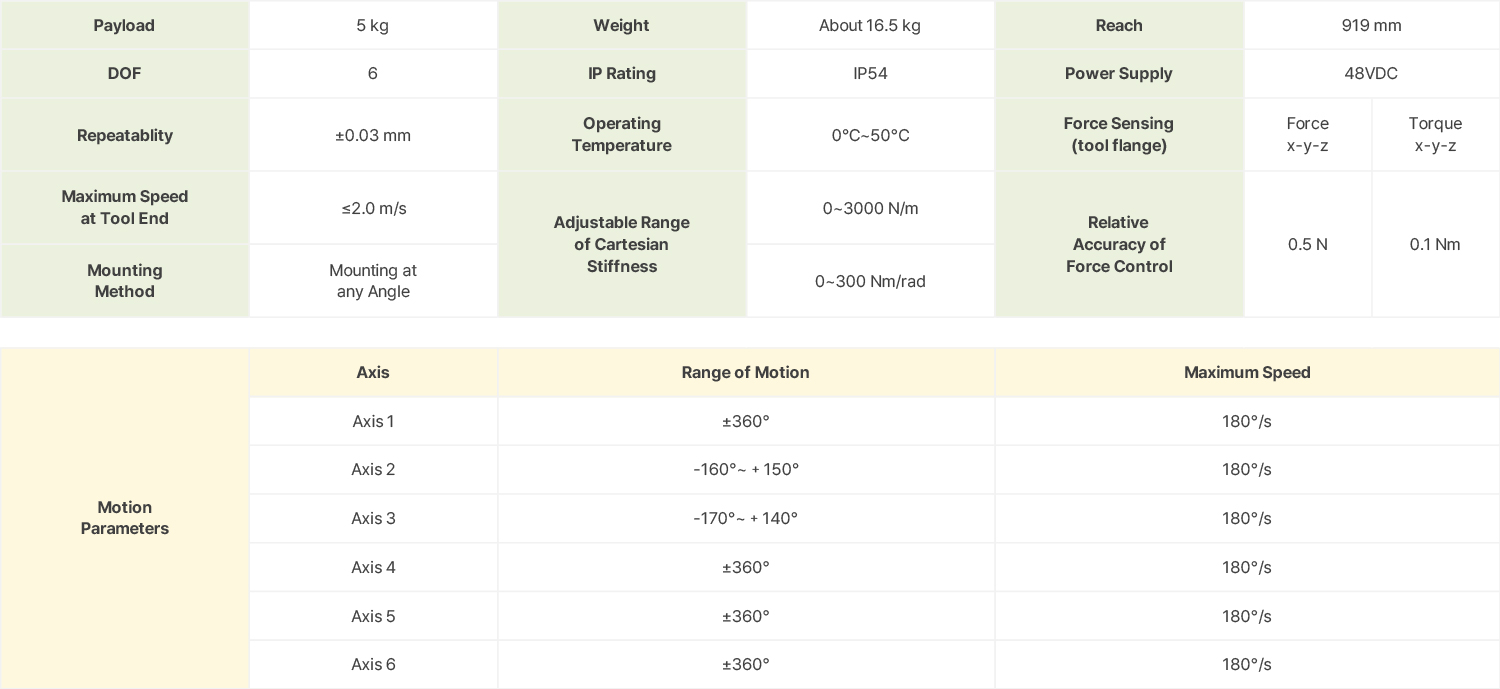 Payload
5 kg
Weight
About 16.5 kg
Reach
919 mm
DOF
6
IP Rating
IP54
Power Supply
48VDC
Repeatablity
±0.03 mm
Operating
Temperature
0°C~50°C
Force Sensing
(tool flange)
Force
x-y-z
Torque
x-y-z
Maximum Speed
at Tool End
≤2.0 m/s
Adjustable Range
of Cartesian
Stiffness
0~3000 N/m
Relative
Accuracy of
Force Control
0.5 N
0.1 Nm
Mounting
Method
Mounting at
any Angle
0~300 Nm/rad
Motion
Parameters
Axis
Range of Motion
Maximum Speed
Axis 1
±360°
180°/s
Axis 2
-160°~ + 150°
180°/s
Axis 3
-170°~ + 140°
180°/s
Axis 4
±360°
180°/s
Axis 5
±360°
180°/s
Axis 6
±360°
180°/s